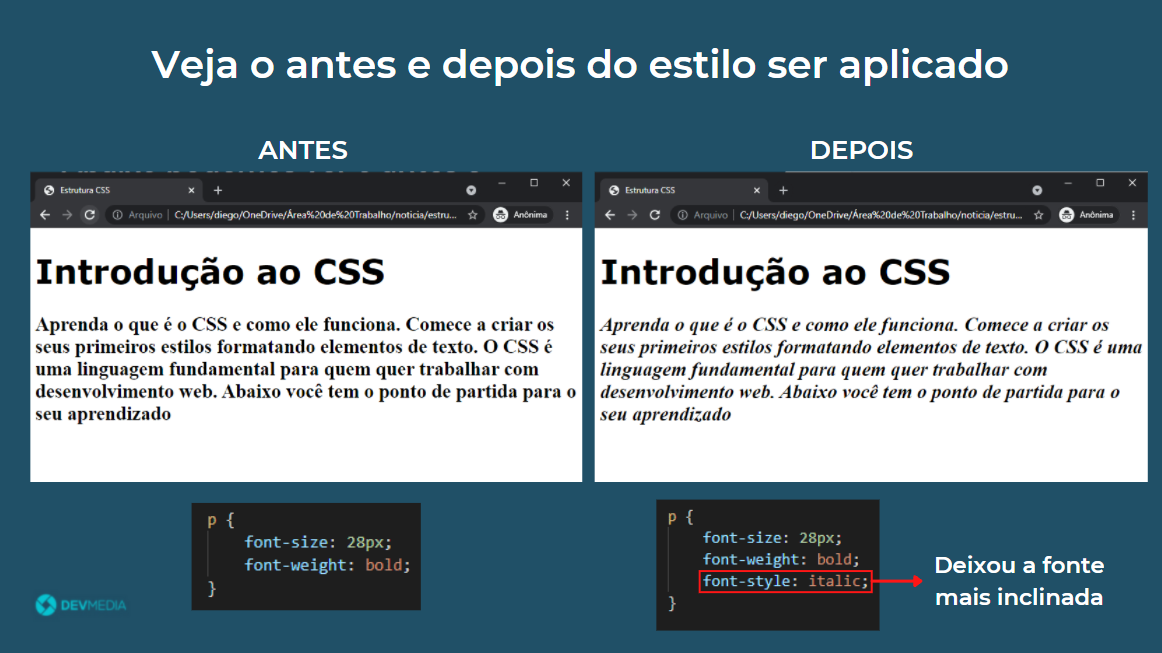 Veja o antes e depois do estilo ser aplicado
ANTES
Estrutura CSS
Arquivo
C:/Users/diego/OneDrive/Área%20de%20Trabalho/noticia/estru...
Anônima
Introdução ao CSS
Aprenda o que é o CSS e como ele funciona. Comece a criar os
seus primeiros estilos formatando elementos de texto. O CSS é
uma linguagem fundamental para quem quer trabalhar com
desenvolvimento web. Abaixo você tem o ponto de partida para o
seu aprendizado
p {
font-size: 28px;
font-weight: bold;
}
DEVMEDIA
DEPOIS
Estrutura CSS
Arquivo
C:/Users/diego/OneDrive/Área%20de%20Trabalho/noticia/estru...
Anônima
Introdução ao CSS
Aprenda o que é o CSS e como ele funciona. Comece a criar os
seus primeiros estilos formatando elementos de texto. O CSS é uma
linguagem fundamental para quem quer trabalhar com
desenvolvimento web. Abaixo você tem o ponto de partida para o
seu aprendizado
p {
font-size: 28px;
font-weight: bold;
font-style: italic;
}
Deixou a fonte
mais inclinada